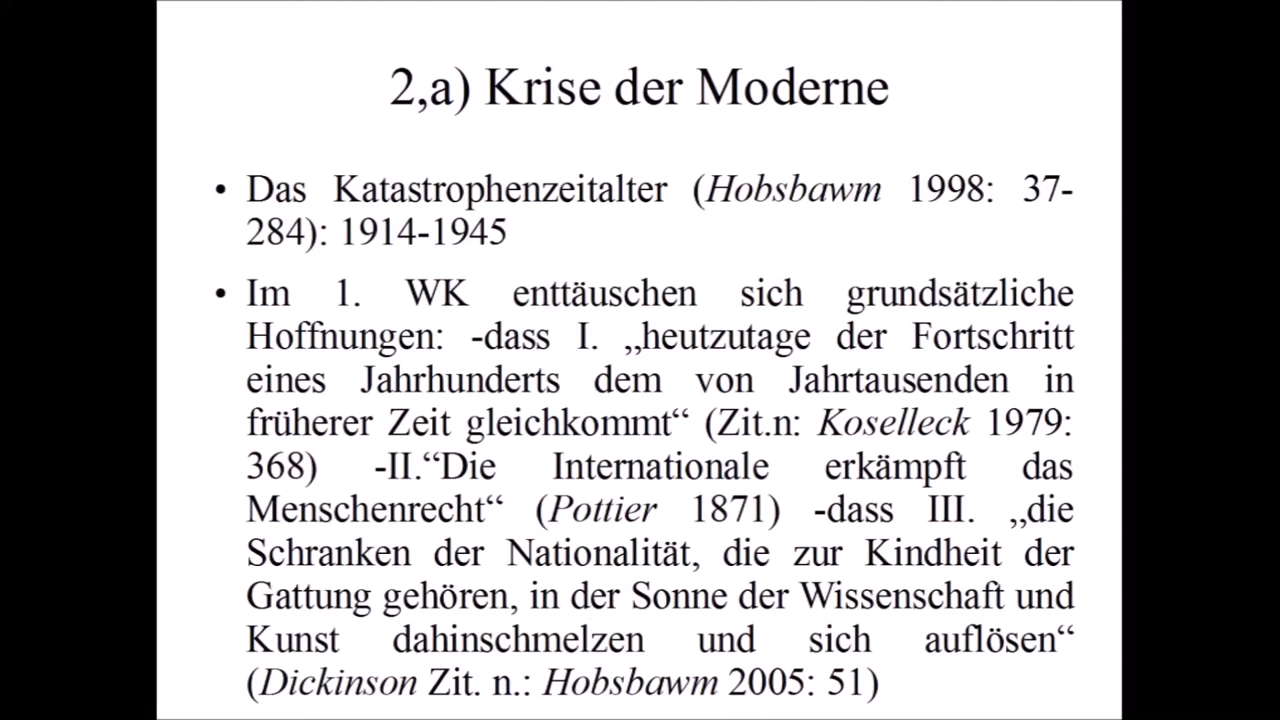 2,a) Krise der Moderne
• Das Katastrophenzeitalter (Hobsbawm 1998: 37-
284): 1914-1945
• Im 1. WK enttäuschen sich grundsätzliche
Hoffnungen: -dass I. „heutzutage der Fortschritt
eines Jahrhunderts dem von Jahrtausenden in
früherer Zeit gleichkommt“ (Zit.n: Koselleck 1979:
368) -II.“Die Internationale erkämpft das
Menschenrecht“ (Pottier 1871) -dass III. „die
Schranken der Nationalität, die zur Kindheit der
Gattung gehören, in der Sonne der Wissenschaft und
Kunst dahinschmelzen und sich auflösen“
(Dickinson Zit. n.: Hobsbawm 2005: 51)